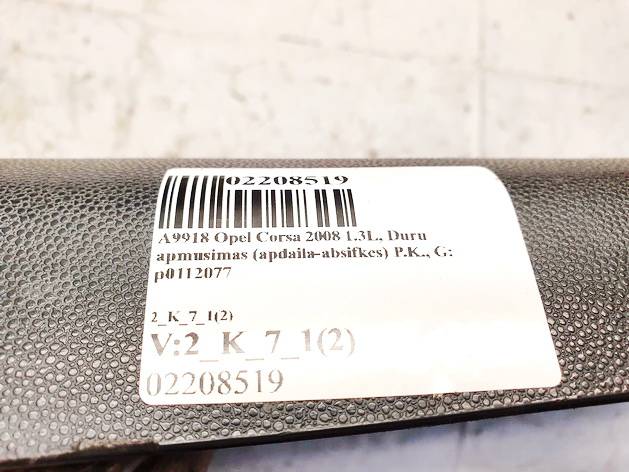 02208519
A9918 Opel Corsa 2008 1.3L, Duru
apmusimas (apdaila-absifkes) P.K., G:
p0112077
2_K_7_1(2)
V:2_K_7_1(2)
02208519